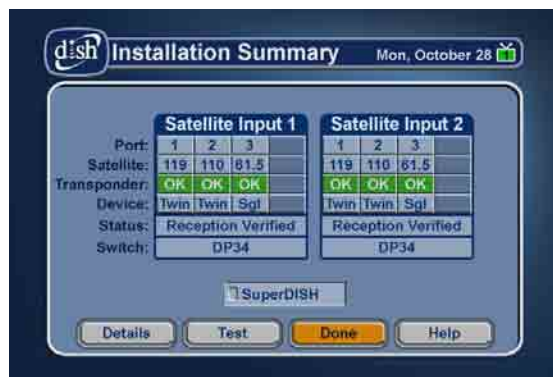 dish Installation Summary Mon, October 28 1
Satellite Input 1 Satellite Input 2
Port: 1 2 3 1 2 3
Satellite: 119 110 61.5 119 110 61.5
Transponder: OK OK OK OK OK OK
Device: Twin Twin Sgl Twin Twin Sgl
Status: Reception Verified Reception Verified
Switch: DP34 DP34
SuperDISH
Details Test Done Help